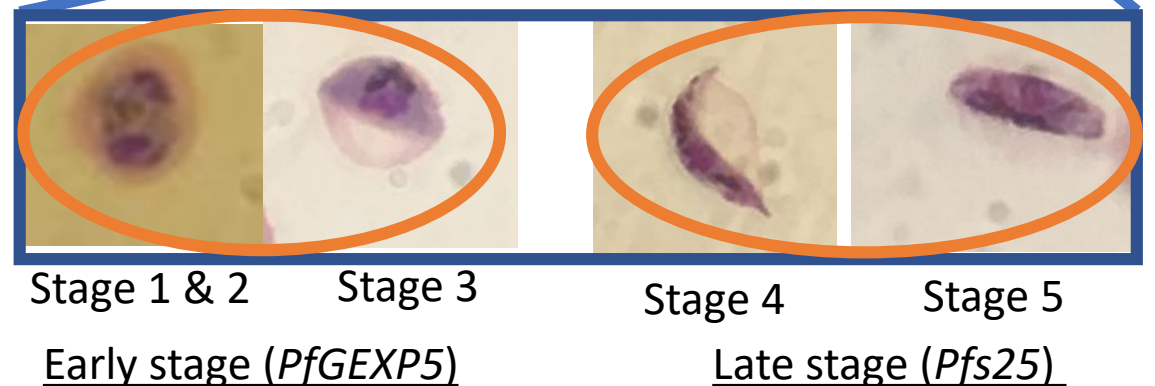 Stage 1 & 2
Stage 3
Stage 4
Stage 5
Early stage (PfGEXP5)
Late stage (Pfs25)